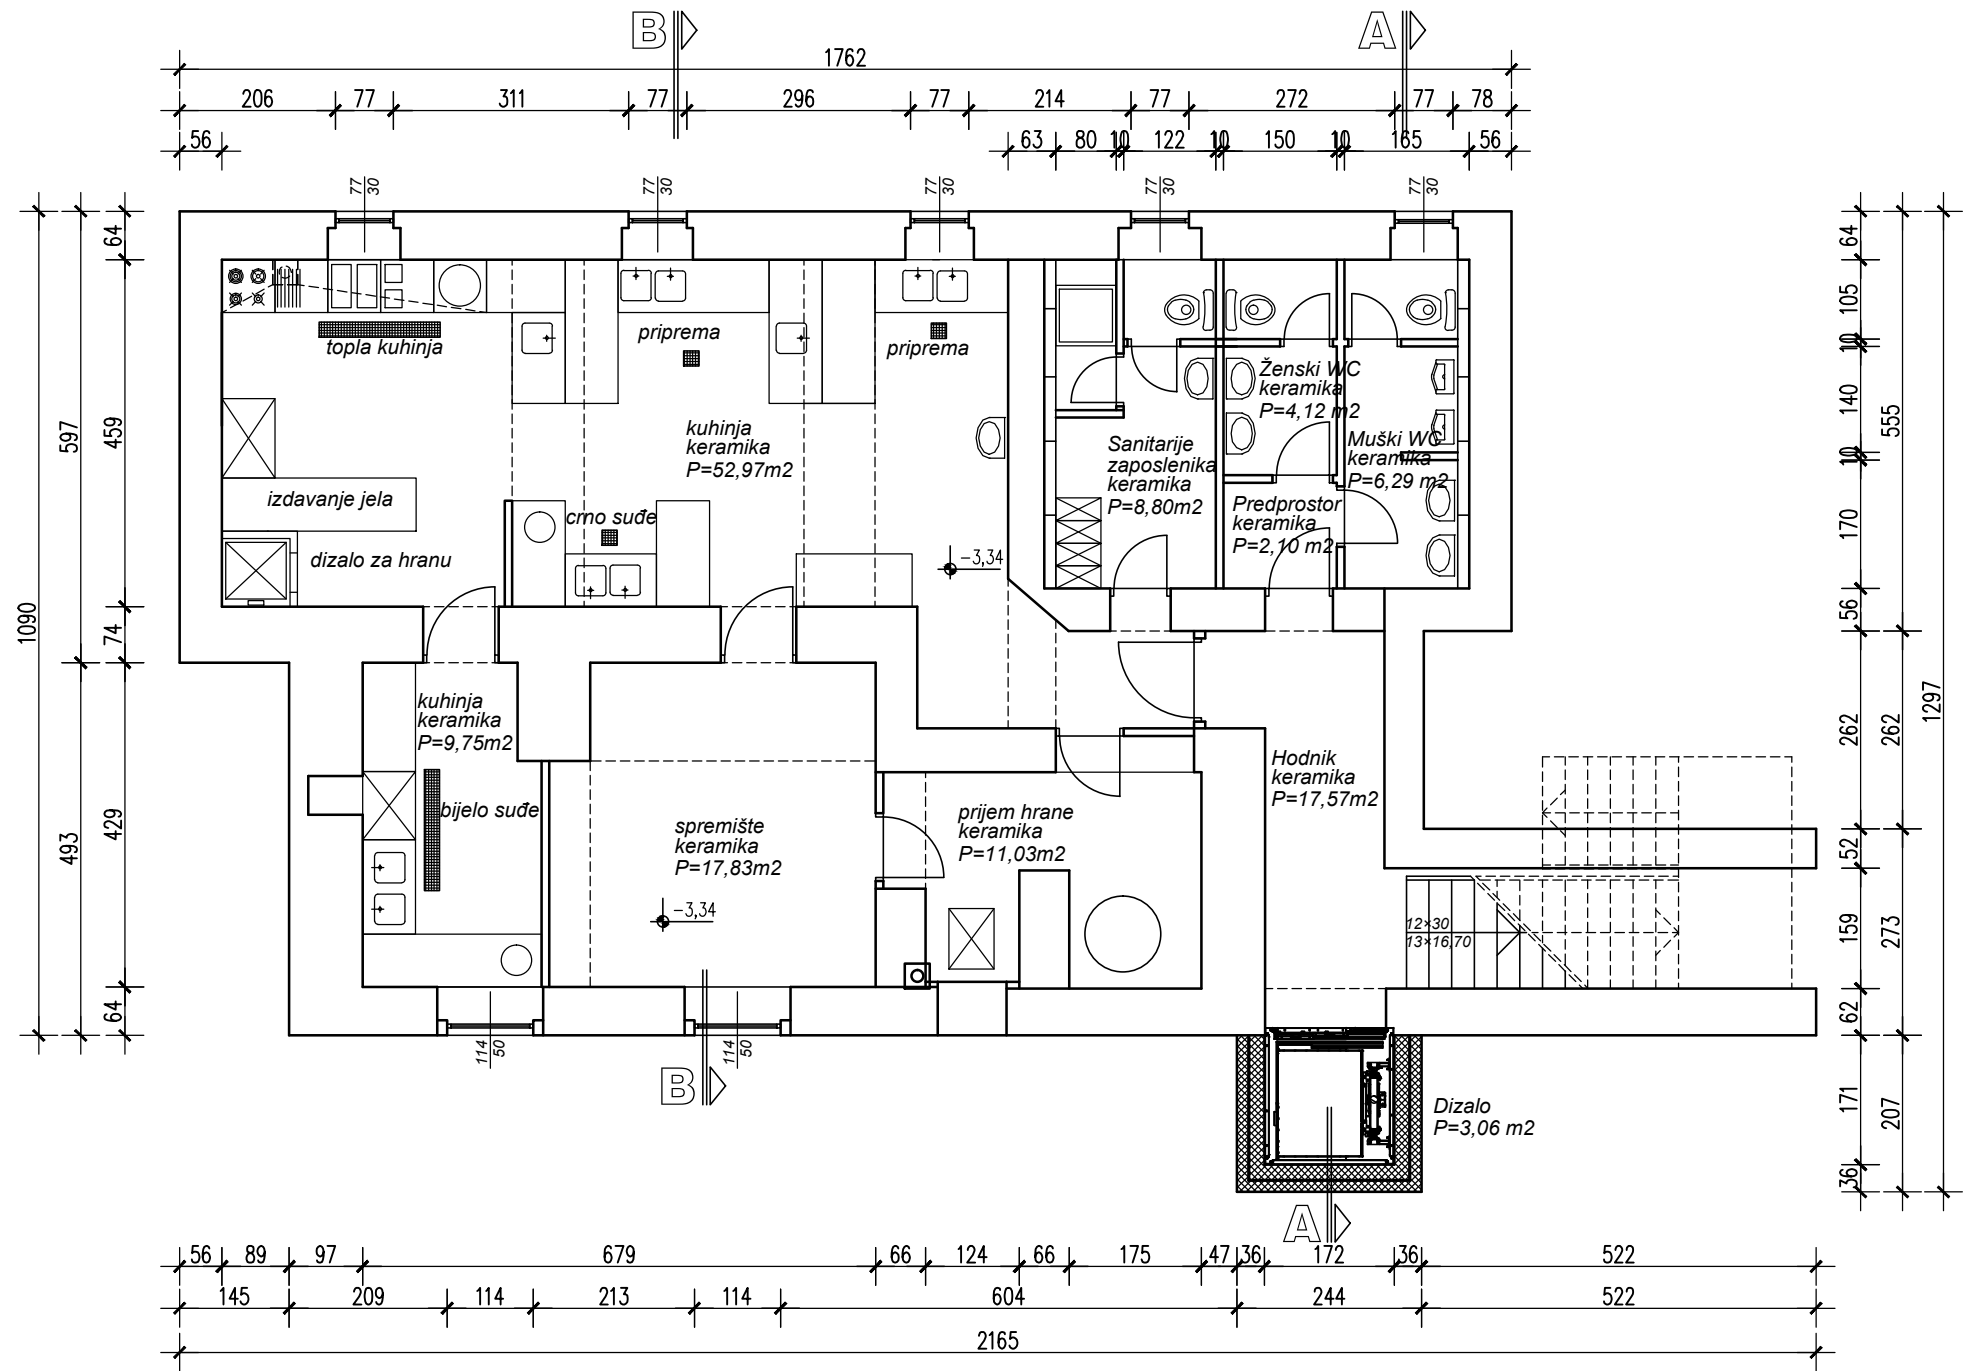 B
A
1762
206 77 311 77 296 77 214 77 272 77 78
56 63 80 10 122 10 150 10 165 56
77 30
77 30
77 30
77 30
77 30
topla kuhinja
priprema
priprema
kuhinja
keramika
P=52,97m2
izdavanje jela
crno suđe
dizalo za hranu
-3,34
Sanitarije
zaposlenika
keramika
P=8,80m2
Ženski WC
keramika
P=4,12 m2
Muški WC
keramika
P=6,29 m2
Predprostor
keramika
P=2,10 m2
kuhinja
keramika
P=9,75m2
bijelo suđe
spremište
keramika
P=17,83m2
-3,34
prijem hrane
keramika
P=11,03m2
Hodnik
keramika
P=17,57m2
12×30
13×16,70
114 50
114 50
B
Dizalo
P=3,06 m2
A
1090
597 493
64 459 74 429 64
64 105 10 140 10 170 56 262 52 159 62 171 36
555 262 273 207
1297
56 89 97 679 66 124 66 175 47 36 172 36 522
145 209 114 213 114 604 244 522
2165